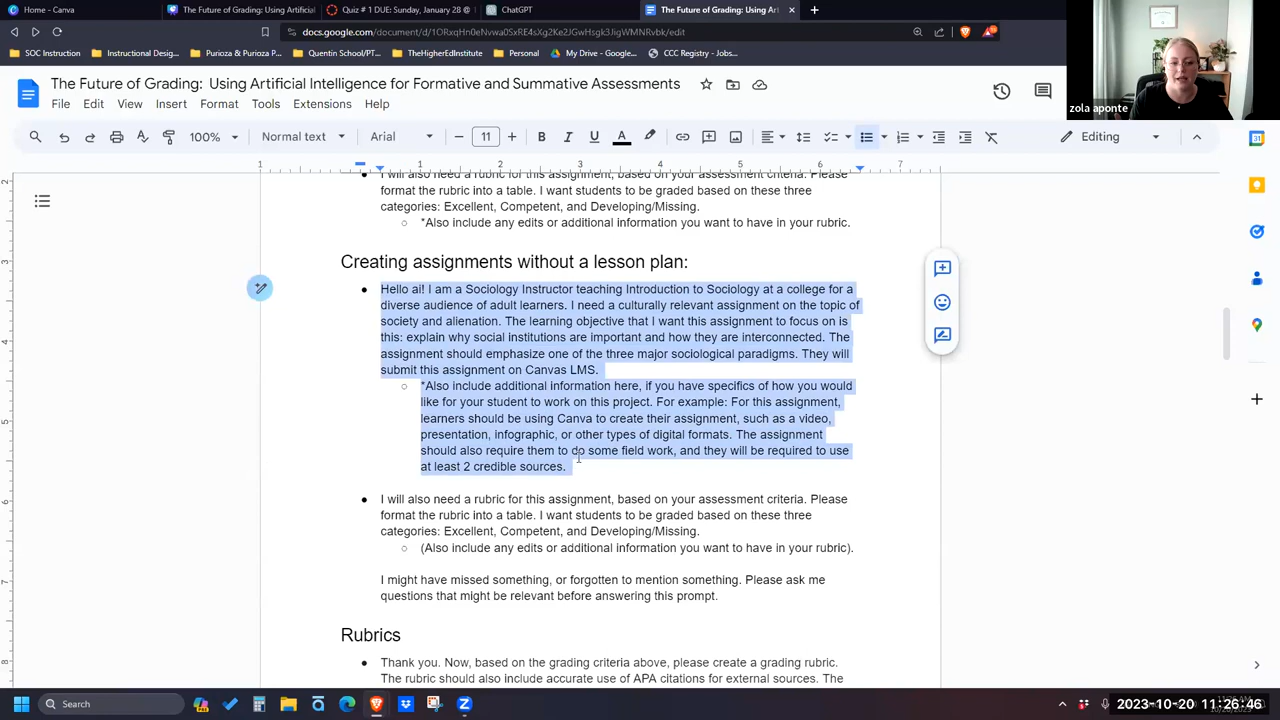 Home - Canva
The Future of Grading: Using Artificial
Quiz # 1 DUE: Sunday, January 28 @
ChatGPT
The Future of Grading: Using Ar
docs.google.com/document/d/1ORxqHn0eNvwa0SxRE4sXg2Ke2JGwHsgk3JigWMNRvbk/edit
SOC Instruction
Instructional Desig...
Purioza & Purioza C...
Quentin School/PT...
TheHigherEdInstitute
Personal
My Drive - Google...
CCC Registry - Jobs...
zola aponte
The Future of Grading: Using Artificial Intelligence for Formative and Summative Assessments
File Edit View Insert Format Tools Extensions Help
100% Normal text Arial 11 B I U A Editing
1 1 2 3 4 5 6 7
I will also need a rubric for this assignment, based on your assessment criteria. Please
format the rubric into a table. I want students to be graded based on these three
categories: Excellent, Competent, and Developing/Missing.
*Also include any edits or additional information you want to have in your rubric.
Creating assignments without a lesson plan:
Hello ai! I am a Sociology Instructor teaching Introduction to Sociology at a college for a
diverse audience of adult learners. I need a culturally relevant assignment on the topic of
society and alienation. The learning objective that I want this assignment to focus on is
this: explain why social institutions are important and how they are interconnected. The
assignment should emphasize one of the three major sociological paradigms. They will
submit this assignment on Canvas LMS.
*Also include additional information here, if you have specifics of how you would
like for your student to work on this project. For example: For this assignment,
learners should be using Canva to create their assignment, such as a video,
presentation, infographic, or other types of digital formats. The assignment
should also require them to do some field work, and they will be required to use
at least 2 credible sources.
I will also need a rubric for this assignment, based on your assessment criteria. Please
format the rubric into a table. I want students to be graded based on these three
categories: Excellent, Competent, and Developing/Missing.
(Also include any edits or additional information you want to have in your rubric).
I might have missed something, or forgotten to mention something. Please ask me
questions that might be relevant before answering this prompt.
Rubrics
Thank you. Now, based on the grading criteria above, please create a grading rubric.
The rubric should also include accurate use of APA citations for external sources. The
2
3
4
5
6
7
8
Search
2023-10-20 11:26:46